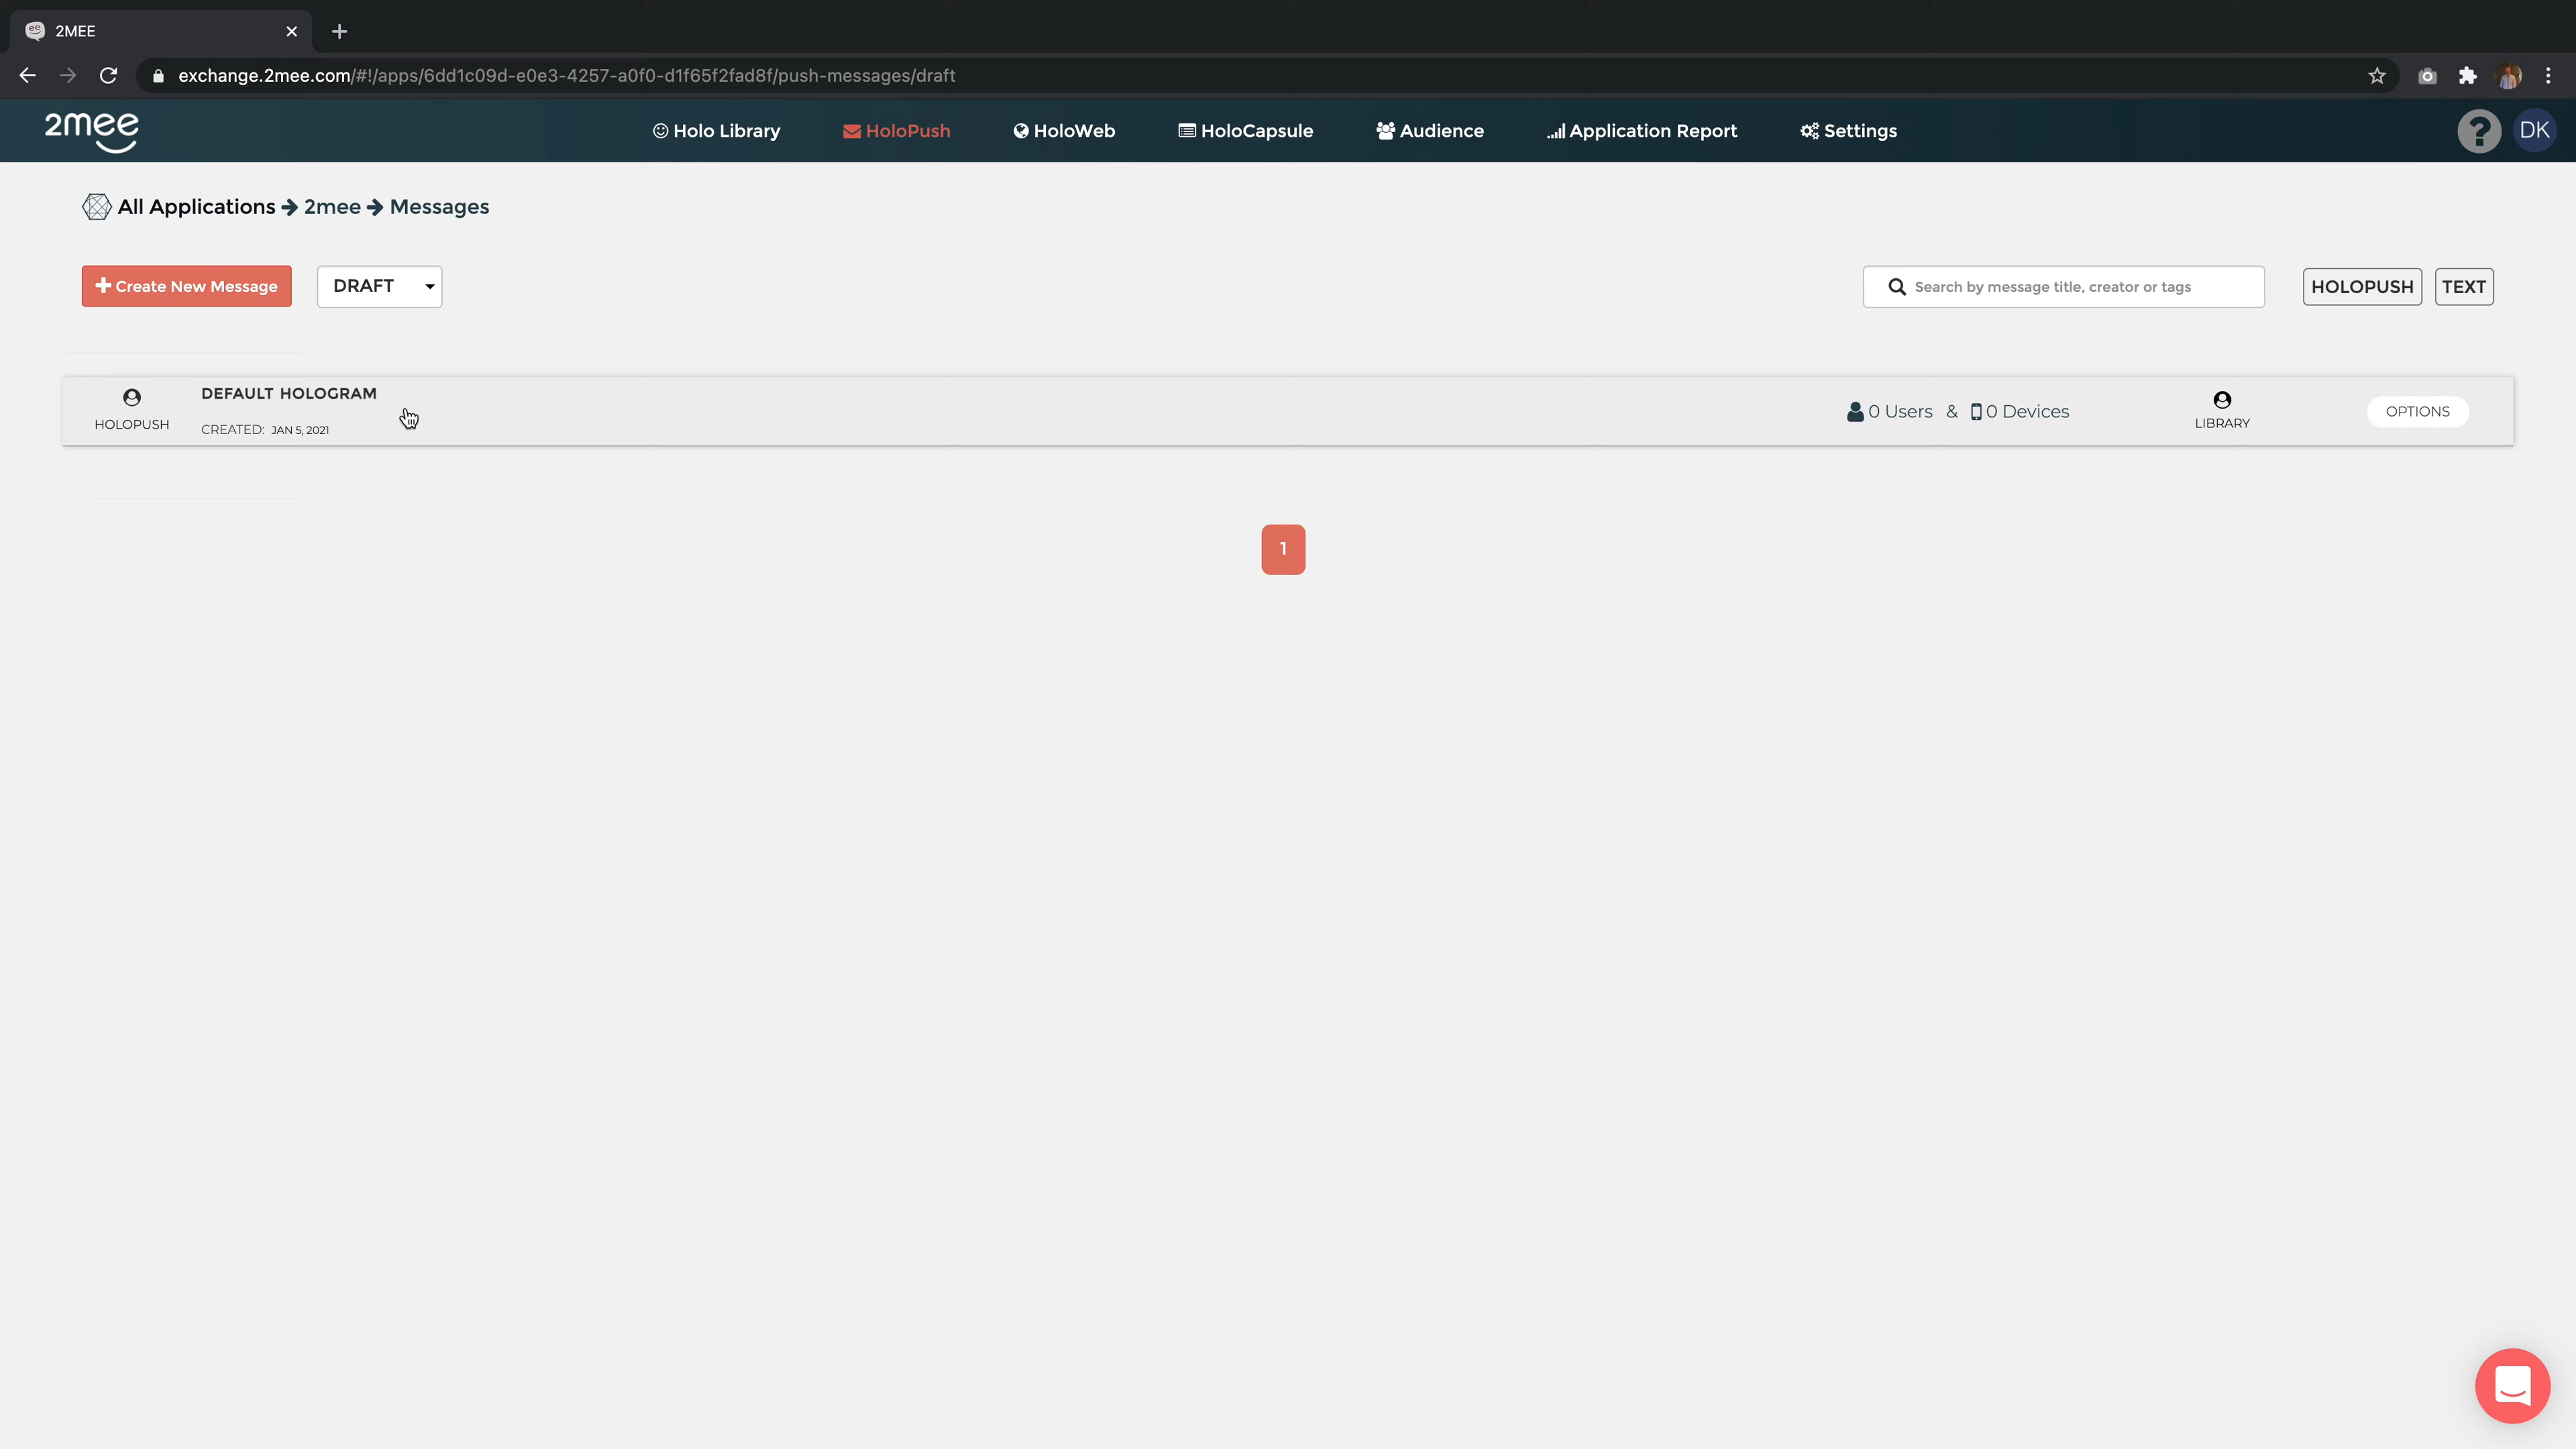 2MEE
exchange.2mee.com/#!/apps/6dd1c09d-e0e3-4257-a0f0-d1f65f2fad8f/push-messages/draft
2mee Holo Library HoloPush HoloWeb HoloCapsule Audience Application Report Settings ? DK
All Applications 2mee Messages
Create New Message DRAFT Search by message title, creator or tags HOLOPUSH TEXT
HOLOPUSH DEFAULT HOLOGRAM
CREATED: JAN 5, 2021 0 Users & 0 Devices LIBRARY OPTIONS
1